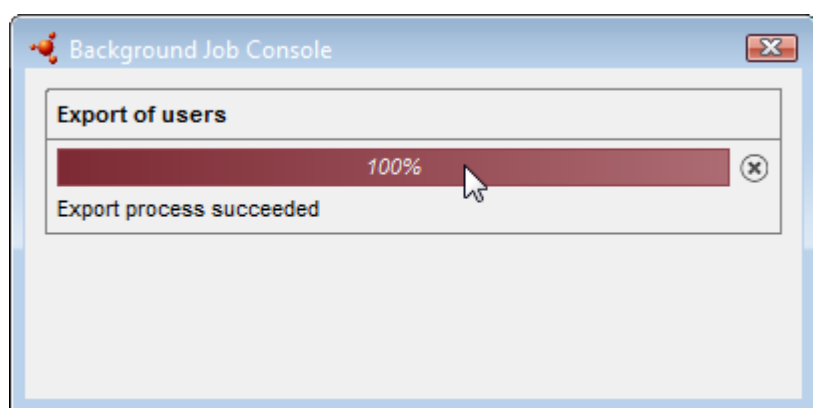 Background Job Console
Export of users
100%
Export process succeeded